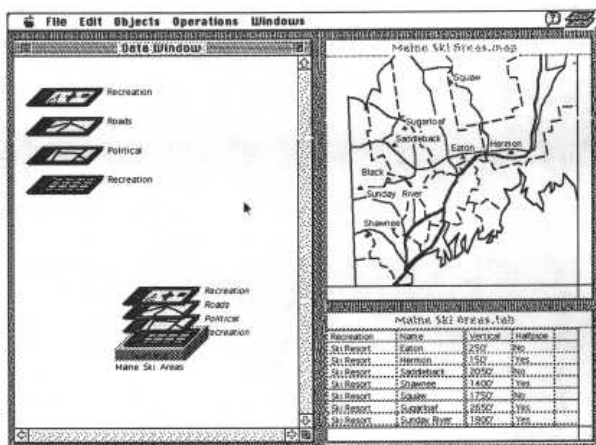 File Edit Objects Operations Windows
Data Window
Recreation
Roads
Political
Recreation
Recreation
Roads
Political
Recreation
Maine Ski Areas
Maine Ski Areas.map
Squaw
Sugarloaf
Saddleback
Eaton
Hermon
Black
Sunday River
Shawnee
Maine Ski Areas.tab
Recreation Name Vertical Halfpipe
Ski Resort Eaton 250' No
Ski Resort Hermon 150' Yes
Ski Resort Saddleback 2050' No
Ski Resort Shawnee 1400' Yes
Ski Resort Squaw 1750' No
Ski Resort Sugarloaf 2650' Yes
Ski Resort Sunday River 1800' Yes